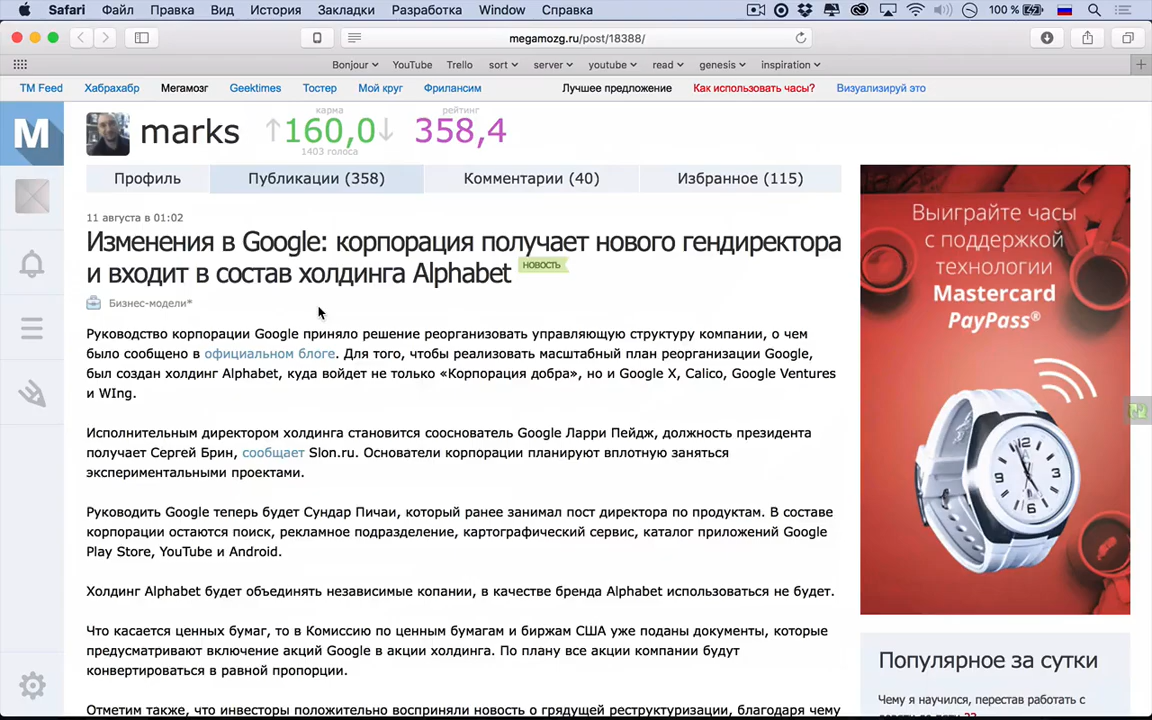 Safari Файл Правка Вид История Закладки Разработка Window Справка 100 %
megamozg.ru/post/18388/
Bonjour YouTube Trello sort server youtube read genesis inspiration
TM Feed Хабрахабр Мегамозг Geektimes Тостер Мой круг Фрилансим Лучшее предложение Как использовать часы? Визуализируй это
M
marks
карма
160,0
1403 голоса
рейтинг
358,4
Профиль Публикации (358) Комментарии (40) Избранное (115)
11 августа в 01:02
Изменения в Google: корпорация получает нового гендиректора
и входит в состав холдинга Alphabet НОВОСТЬ
Бизнес-модели*
Руководство корпорации Google приняло решение реорганизовать управляющую структуру компании, о чем
было сообщено в официальном блоге. Для того, чтобы реализовать масштабный план реорганизации Google,
был создан холдинг Alphabet, куда войдет не только «Корпорация добра», но и Google X, Calico, Google Ventures
и WIng.
Исполнительным директором холдинга становится сооснователь Google Ларри Пейдж, должность президента
получает Сергей Брин, сообщает Slon.ru. Основатели корпорации планируют вплотную заняться
экспериментальными проектами.
Руководить Google теперь будет Сундар Пичаи, который ранее занимал пост директора по продуктам. В составе
корпорации остаются поиск, рекламное подразделение, картографический сервис, каталог приложений Google
Play Store, YouTube и Android.
Холдинг Alphabet будет объединять независимые копании, в качестве бренда Alphabet использоваться не будет.
Что касается ценных бумаг, то в Комиссию по ценным бумагам и биржам США уже поданы документы, которые
предусматривают включение акций Google в акции холдинга. По плану все акции компании будут
конвертироваться в равной пропорции.
Отметим также, что инвесторы положительно восприняли новость о грядущей реструктуризации, благодаря чему
Выиграйте часы
с поддержкой
технологии
Mastercard
PayPass®
12
3
6
9
Популярное за сутки
Чему я научился, перестав работать с